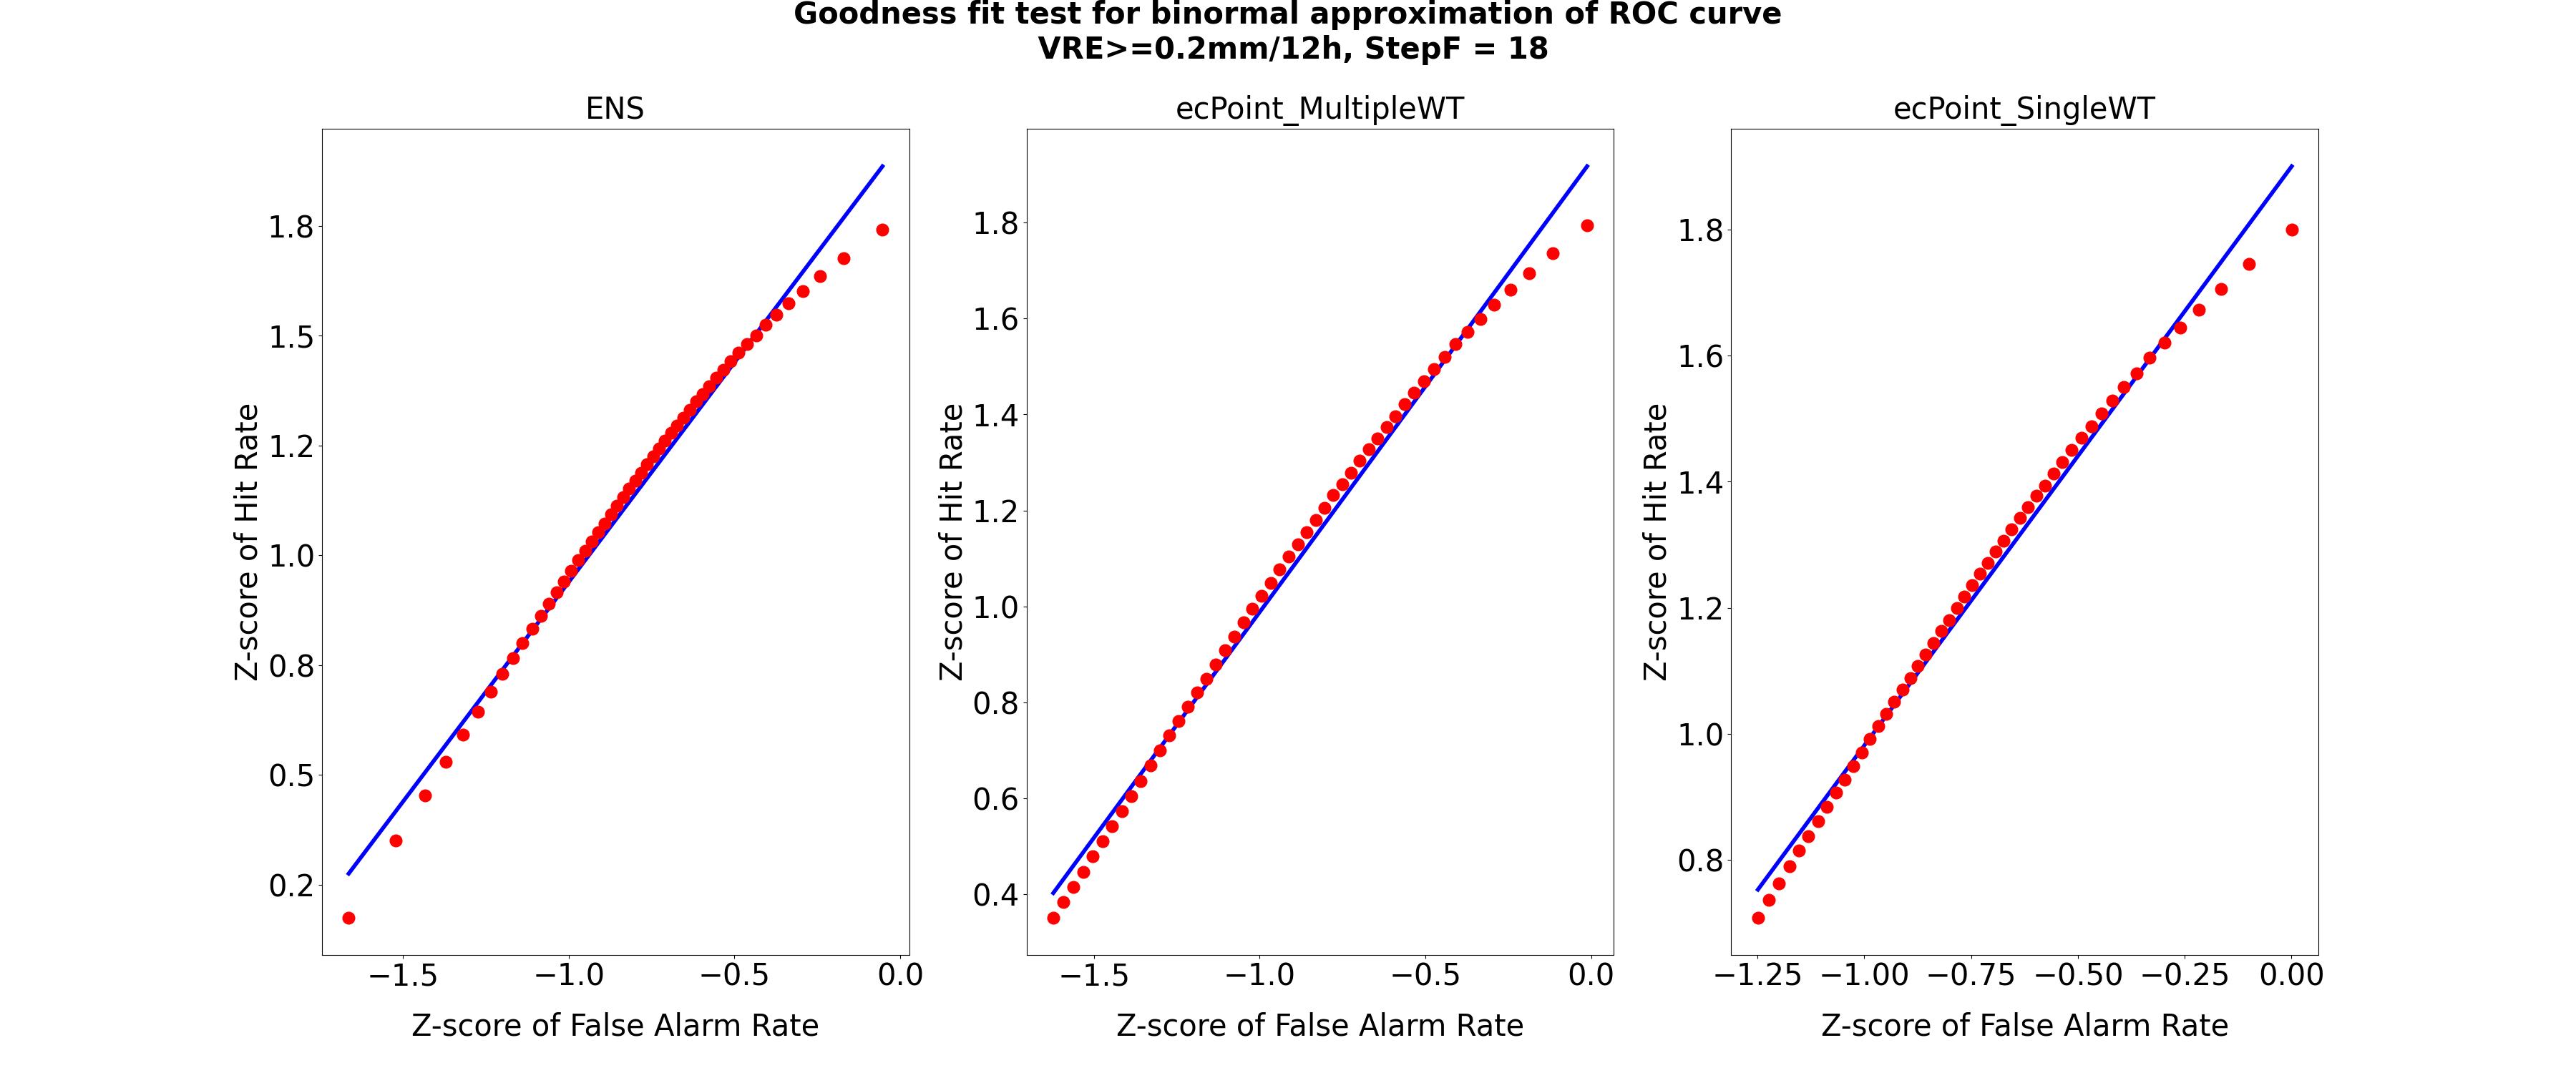 Goodness fit test for binormal approximation of ROC curve
VRE>=0.2mm/12h, StepF = 18
ENS
Z-score of Hit Rate
1.8
1.5
1.2
1.0
0.8
0.5
0.2
−1.5 −1.0 −0.5 0.0
Z-score of False Alarm Rate
ecPoint_MultipleWT
Z-score of Hit Rate
1.8
1.6
1.4
1.2
1.0
0.8
0.6
0.4
−1.5 −1.0 −0.5 0.0
Z-score of False Alarm Rate
ecPoint_SingleWT
Z-score of Hit Rate
1.8
1.6
1.4
1.2
1.0
0.8
−1.25 −1.00 −0.75 −0.50 −0.25 0.00
Z-score of False Alarm Rate